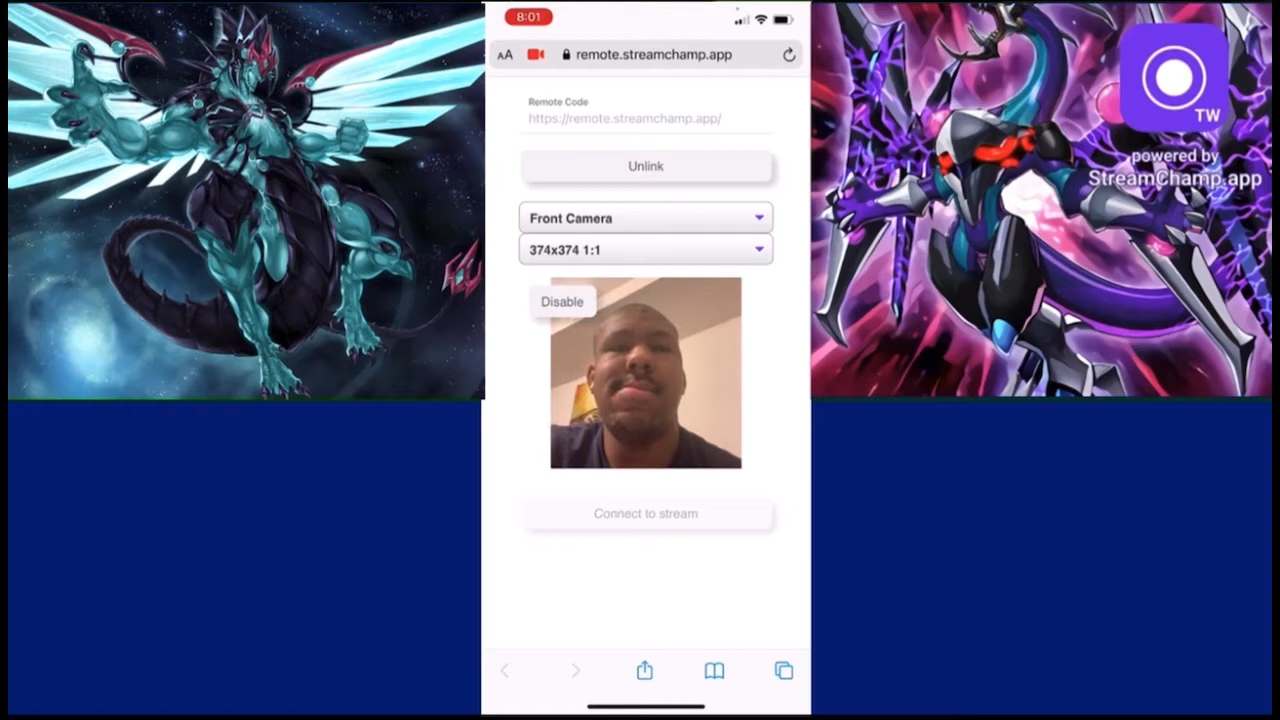 8:01
AA
remote.streamchamp.app
Remote Code
https://remote.streamchamp.app/
Unlink
Front Camera
374x374 1:1
Disable
Connect to stream
TW
powered by
StreamChamp.app